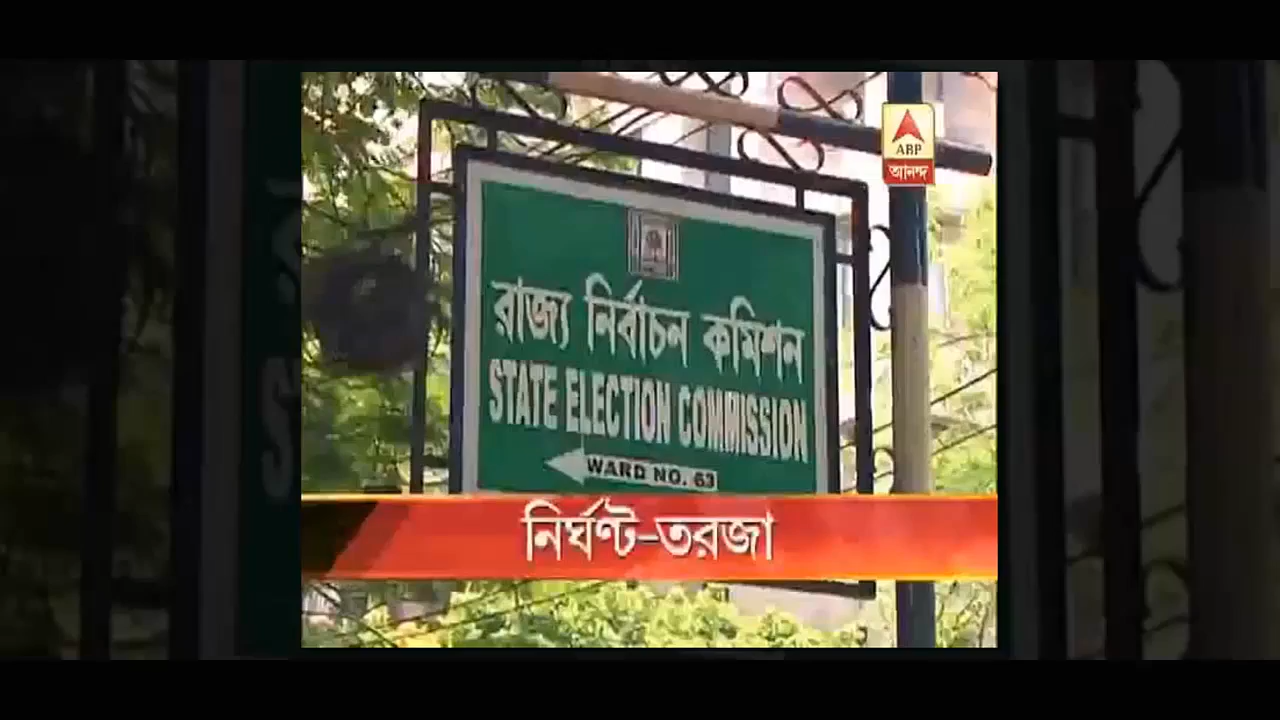 ABP
আনন্দ
রাজ্য নির্বাচন কমিশন
STATE ELECTION COMMISSION
WARD NO. 63
নির্ঘণ্ট-তরজা